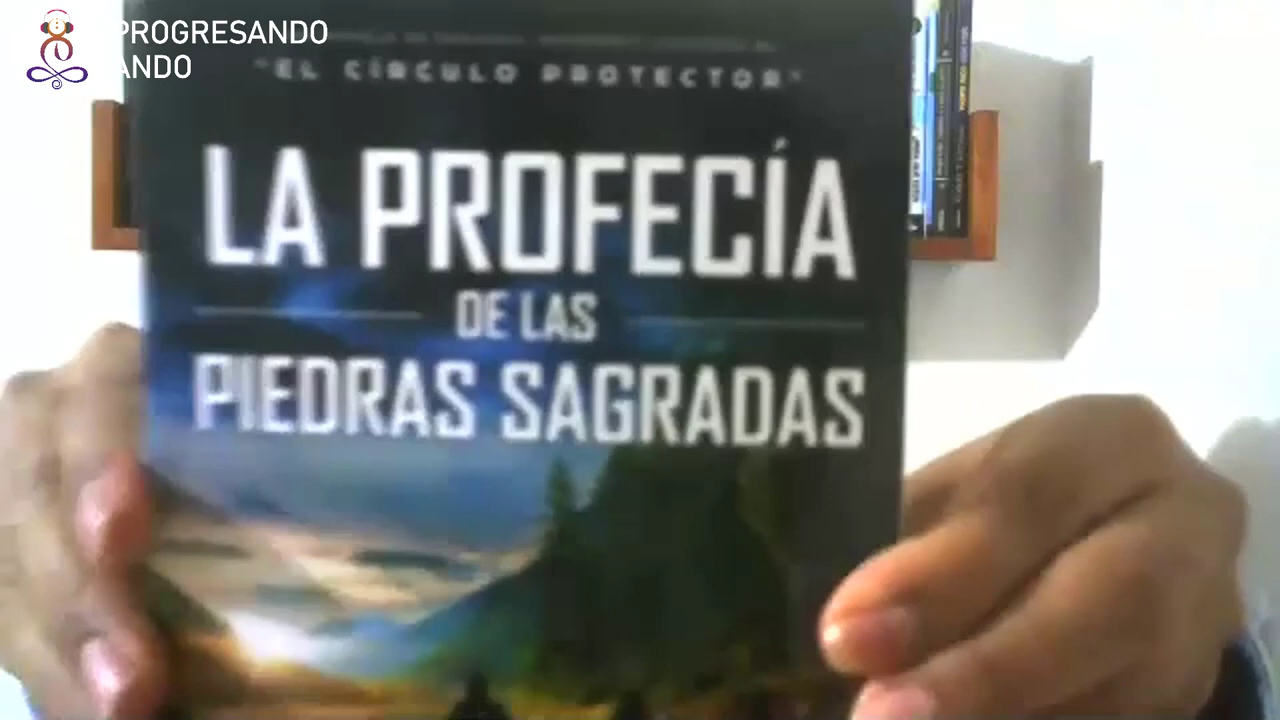 PROGRESANDO
ANDO
"EL CÍRCULO PROTECTOR"
LA PROFECÍA
DE LAS
PIEDRAS SAGRADAS